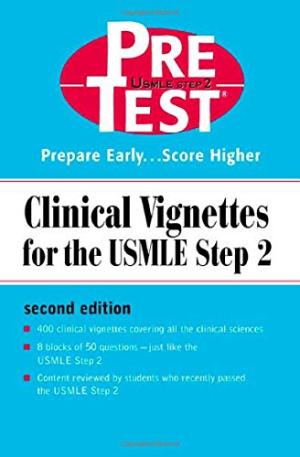 PRE
USMLE STEP 2
TEST®
Prepare Early...Score Higher
Clinical Vignettes
for the USMLE Step 2
second edition
400 clinical vignettes covering all the clinical sciences
8 blocks of 50 questions – just like the
USMLE Step 2
Content reviewed by students who recently passed
the USMLE Step 2